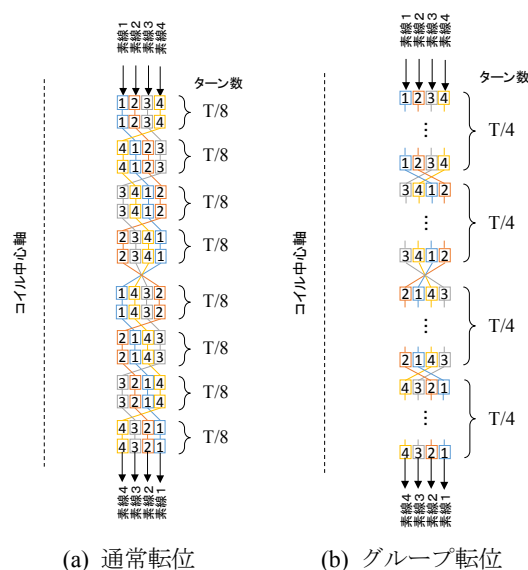 素線1 素線2 素線3 素線4
ターン数
1 2 3 4
1 2 3 4
T/8
4 1 2 3
4 1 2 3
T/8
3 4 1 2
3 4 1 2
T/8
2 3 4 1
2 3 4 1
T/8
1 4 3 2
1 4 3 2
T/8
2 1 4 3
2 1 4 3
T/8
3 2 1 4
3 2 1 4
T/8
4 3 2 1
4 3 2 1
T/8
素線4 素線3 素線2 素線1
コイル中心軸
(a) 通常転位
素線1 素線2 素線3 素線4
ターン数
1 2 3 4
⋮
T/4
1 2 3 4
3 4 1 2
⋮
T/4
3 4 1 2
2 1 4 3
⋮
T/4
2 1 4 3
4 3 2 1
⋮
T/4
4 3 2 1
素線4 素線3 素線2 素線1
コイル中心軸
(b) グループ転位